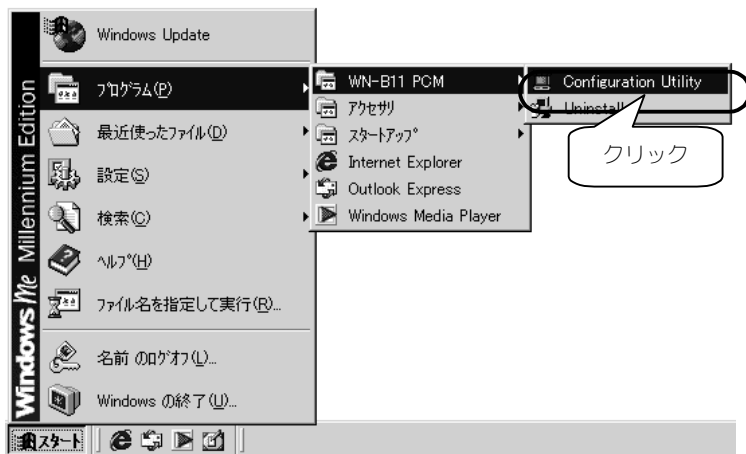 Windows Me Millennium Edition
Windows Update
プログラム(P)
最近使ったファイル(D)
設定(S)
検索(C)
ヘルプ(H)
ファイル名を指定して実行(R)...
名前 のログオフ(L)...
Windows の終了(U)...
スタート
WN-B11 PCM
アクセサリ
スタートアップ
Internet Explorer
Outlook Express
Windows Media Player
Configuration Utility
Uninstall
クリック